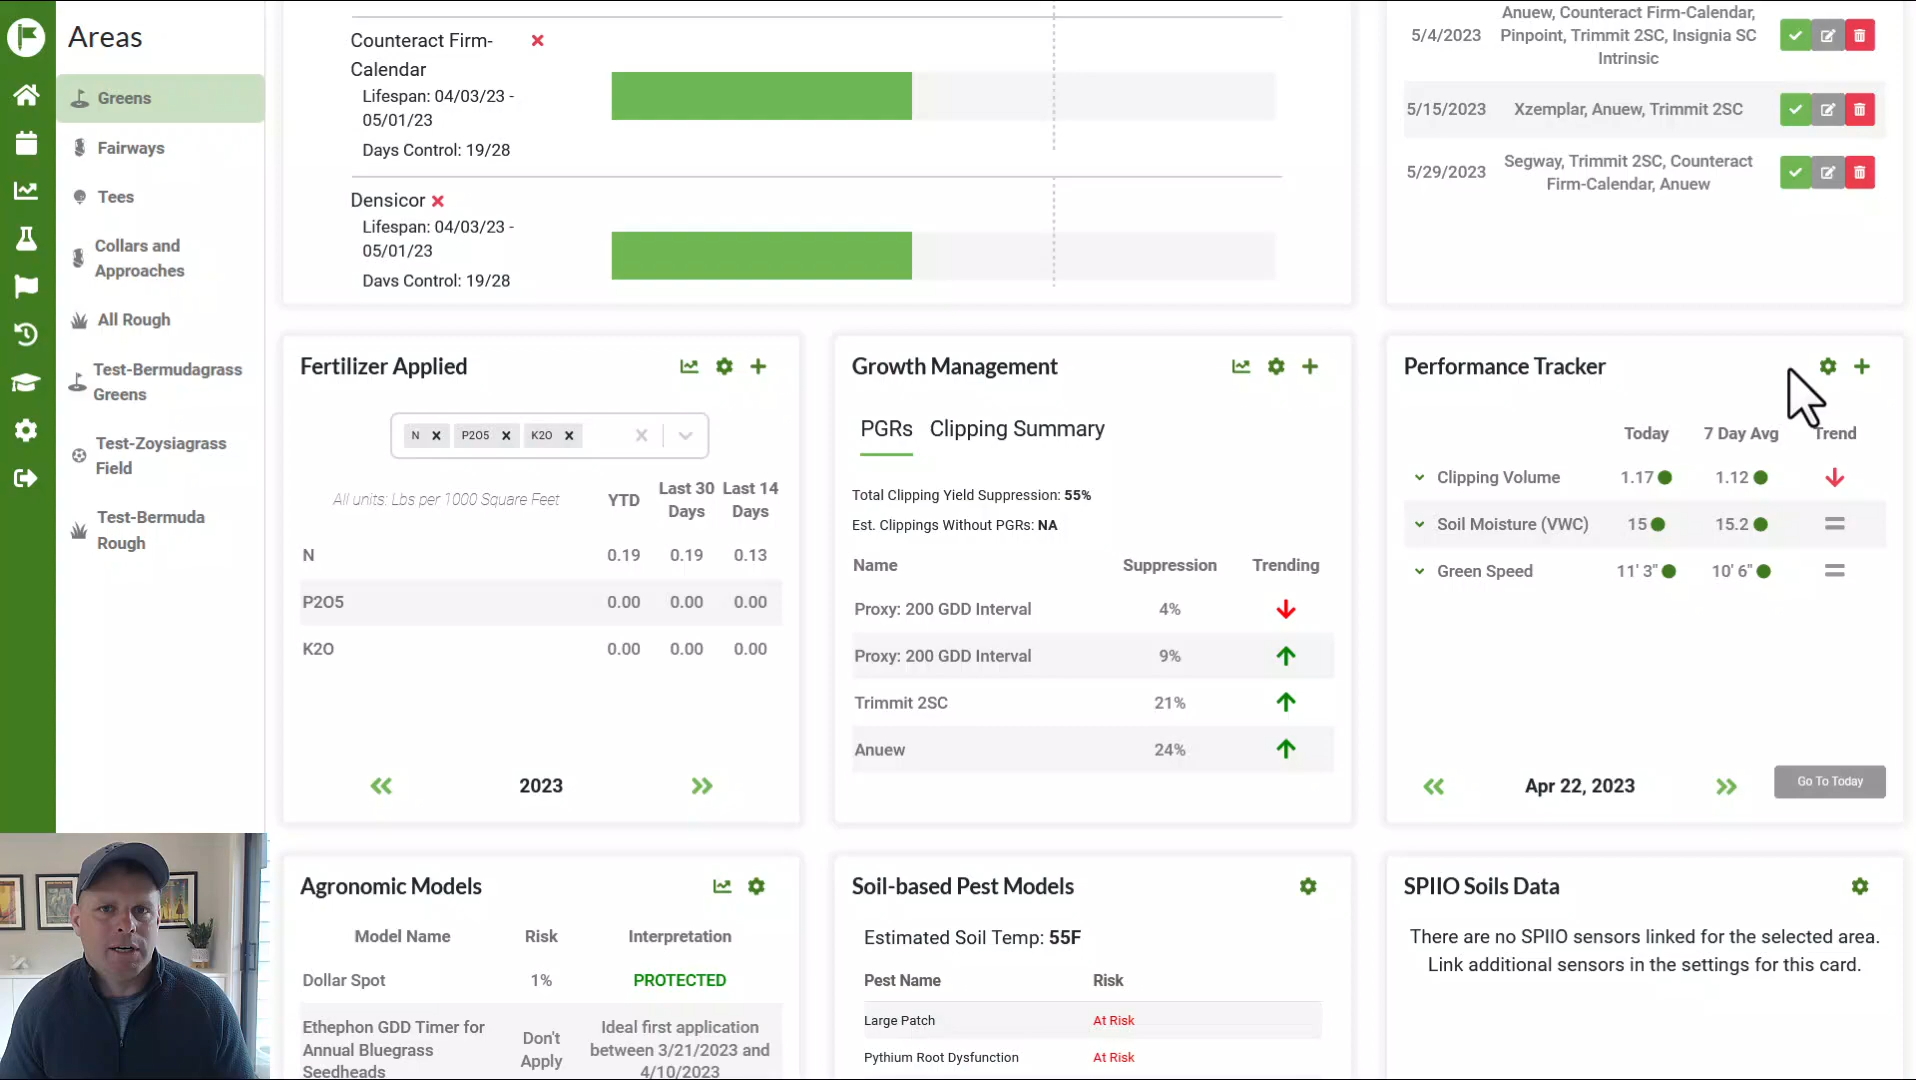 Areas
Greens
Fairways
Tees
Collars and
Approaches
All Rough
Test-Bermudagrass
Greens
Test-Zoysiagrass
Field
Test-Bermuda
Rough
Counteract Firm-
Calendar
Lifespan: 04/03/23 -
05/01/23
Days Control: 19/28
Densicor
Lifespan: 04/03/23 -
05/01/23
Days Control: 19/28
5/4/2023
Anuew, Counteract Firm-Calendar,
Pinpoint, Trimmit 2SC, Insignia SC
Intrinsic
5/15/2023 Xzemplar, Anuew, Trimmit 2SC
5/29/2023
Segway, Trimmit 2SC, Counteract
Firm-Calendar, Anuew
Fertilizer Applied
N P2O5 K2O
All units: Lbs per 1000 Square Feet
YTD
Last 30
Days
Last 14
Days
N 0.19 0.19 0.13
P2O5 0.00 0.00 0.00
K2O 0.00 0.00 0.00
2023
Growth Management
PGRs Clipping Summary
Total Clipping Yield Suppression: 55%
Est. Clippings Without PGRs: NA
Name Suppression Trending
Proxy: 200 GDD Interval 4%
Proxy: 200 GDD Interval 9%
Trimmit 2SC 21%
Anuew 24%
Performance Tracker
Today 7 Day Avg Trend
Clipping Volume 1.17 1.12
Soil Moisture (VWC) 15 15.2
Green Speed 11' 3" 10' 6"
Apr 22, 2023
Go To Today
Agronomic Models
Model Name Risk Interpretation
Dollar Spot 1% PROTECTED
Ethephon GDD Timer for
Annual Bluegrass
Seedheads
Don't
Apply
Ideal first application
between 3/21/2023 and
4/10/2023
Soil-based Pest Models
Estimated Soil Temp: 55F
Pest Name Risk
Large Patch At Risk
Pythium Root Dysfunction At Risk
SPIIO Soils Data
There are no SPIIO sensors linked for the selected area.
Link additional sensors in the settings for this card.